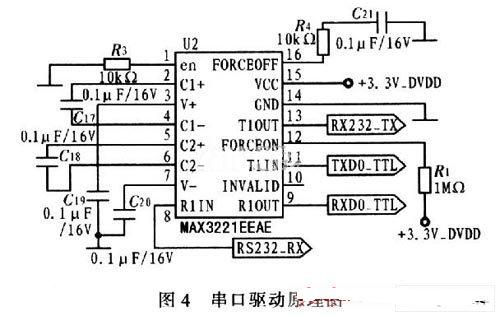 R4
10kΩ
C21
0.1μF/16V
U2
R3
10kΩ
1 en FORCEOFF 16
2 C1+ VCC 15
3 V+ GND 14
4 C1- T1OUT 13
5 C2+ FORCEON 12
6 C2- T1IN 11
7 V- INVALID 10
8 R1IN R1OUT 9
MAX3221EEAE
0.1μF/16V
C17
0.1μF/16V
C18
C19
0.1μF
/16V
C20
0.1μF/16V
+3.3V_DVDD
RX232_TX
TXD0_TTL
RXD0_TTL
RS232_RX
R1
1MΩ
+3.3V_DVDD
图4 串口驱动原理图